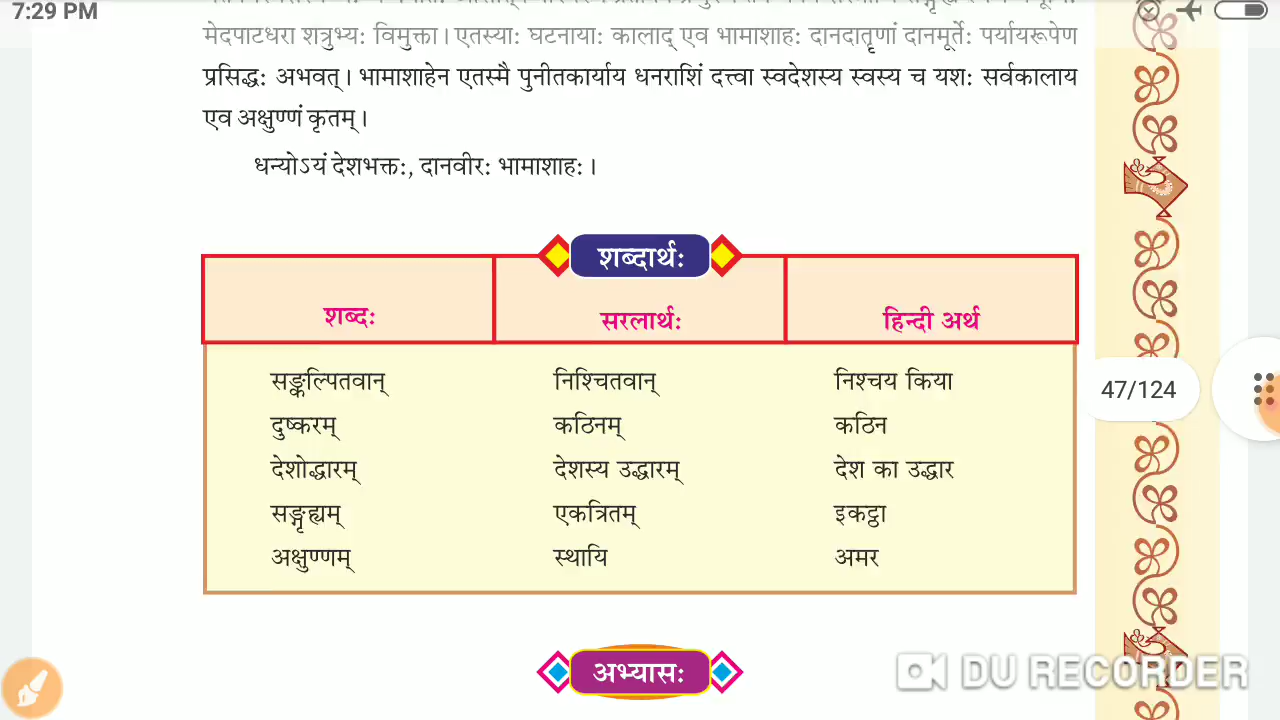 7:29 PM
मेदपाटधरा शत्रुभ्यः विमुक्ता। एतस्याः घटनायाः कालाद् एव भामाशाहः दानदातॄणां दानमूर्तेः पर्यायरूपेण
प्रसिद्धः अभवत्। भामाशाहेन एतस्मै पुनीतकार्याय धनराशिं दत्त्वा स्वदेशस्य स्वस्य च यशः सर्वकालाय
एव अक्षुण्णं कृतम्।
धन्योऽयं देशभक्तः, दानवीरः भामाशाहः।
शब्दार्थः
शब्दः सरलार्थः हिन्दी अर्थ
सङ्कल्पितवान् निश्चितवान् निश्चय किया
दुष्करम् कठिनम् कठिन
देशोद्धारम् देशस्य उद्धारम् देश का उद्धार
सङ्गृह्यम् एकत्रितम् इकट्ठा
अक्षुण्णम् स्थायि अमर
47/124
अभ्यासः
DU RECORDER